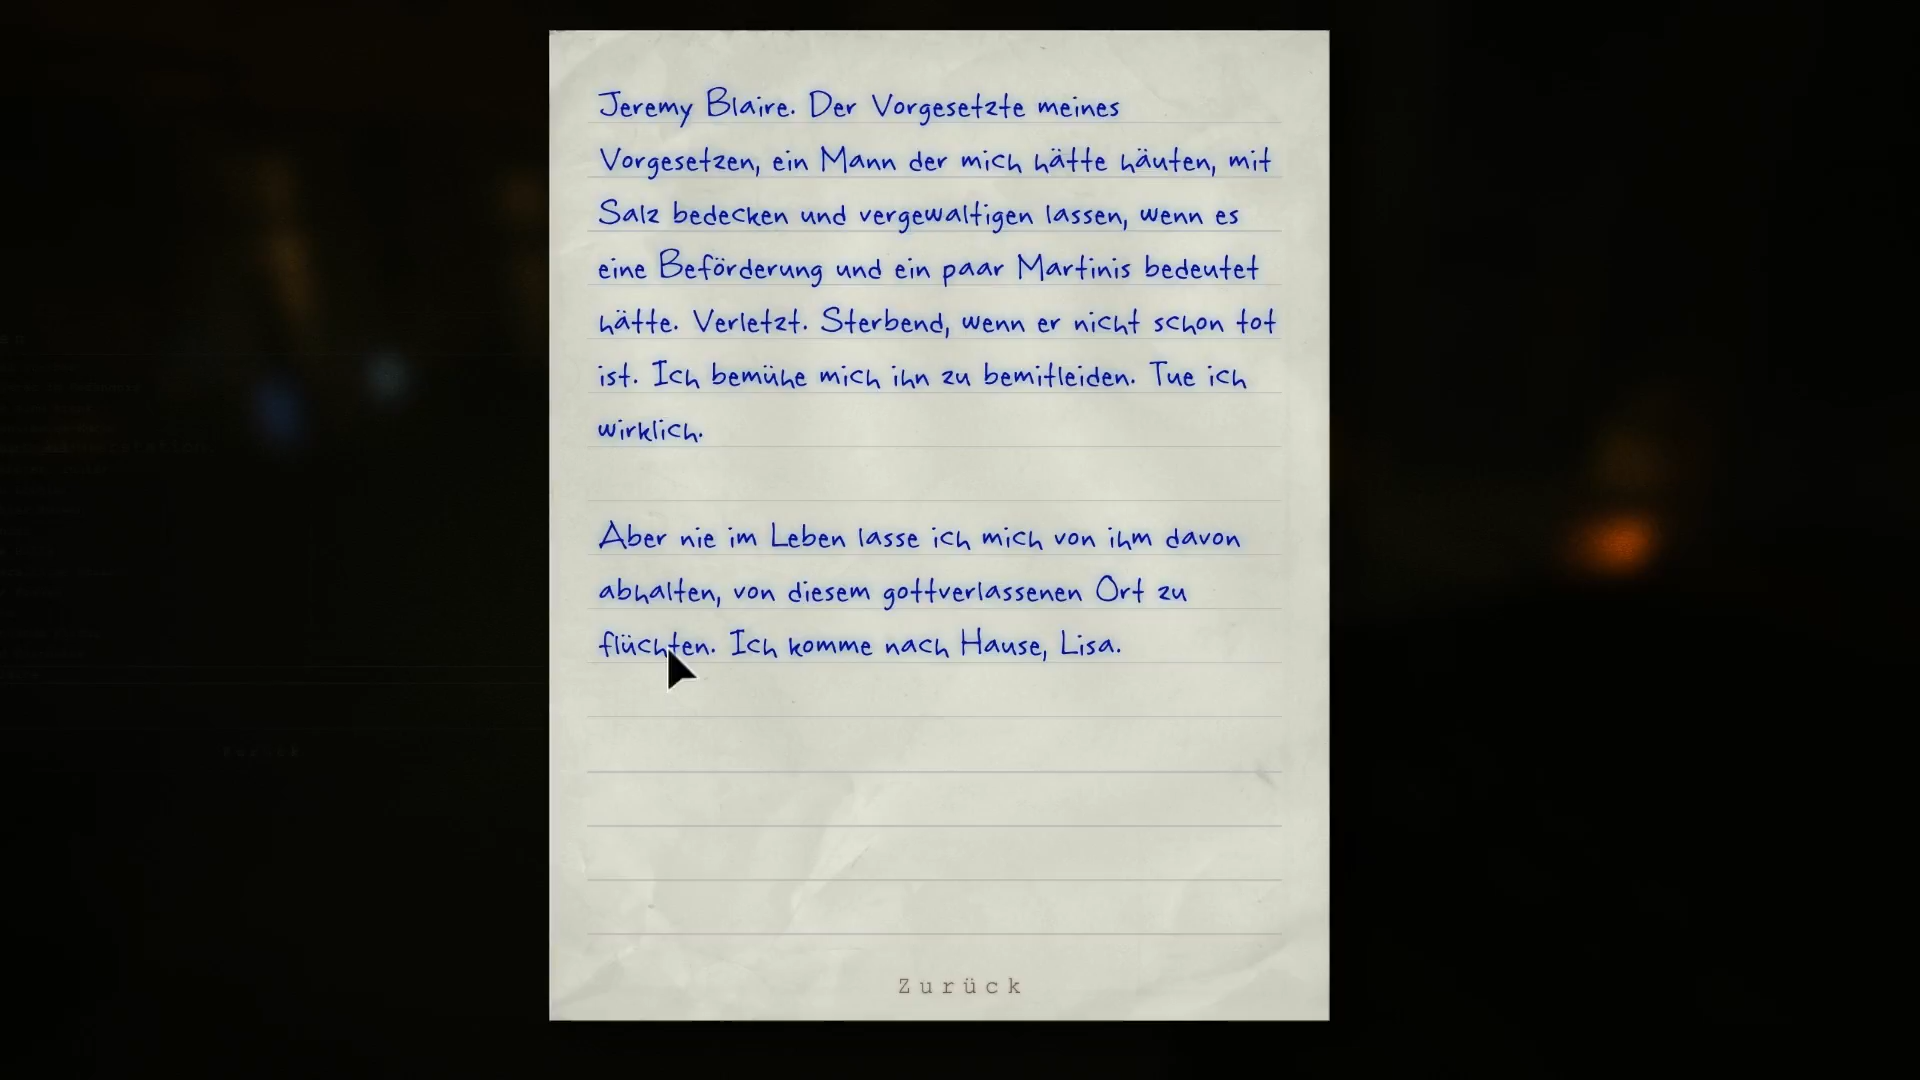 Jeremy Blaire. Der Vorgesetzte meines
Vorgesetzen, ein Mann der mich hätte häuten, mit
Salz bedecken und vergewaltigen lassen, wenn es
eine Beförderung und ein paar Martinis bedeutet
hätte. Verletzt. Sterbend, wenn er nicht schon tot
ist. Ich bemühe mich ihn zu bemitleiden. Tue ich
wirklich.
Aber nie im Leben lasse ich mich von ihm davon
abhalten, von diesem gottverlassenen Ort zu
flüchten. Ich komme nach Hause, Lisa.
Zurück